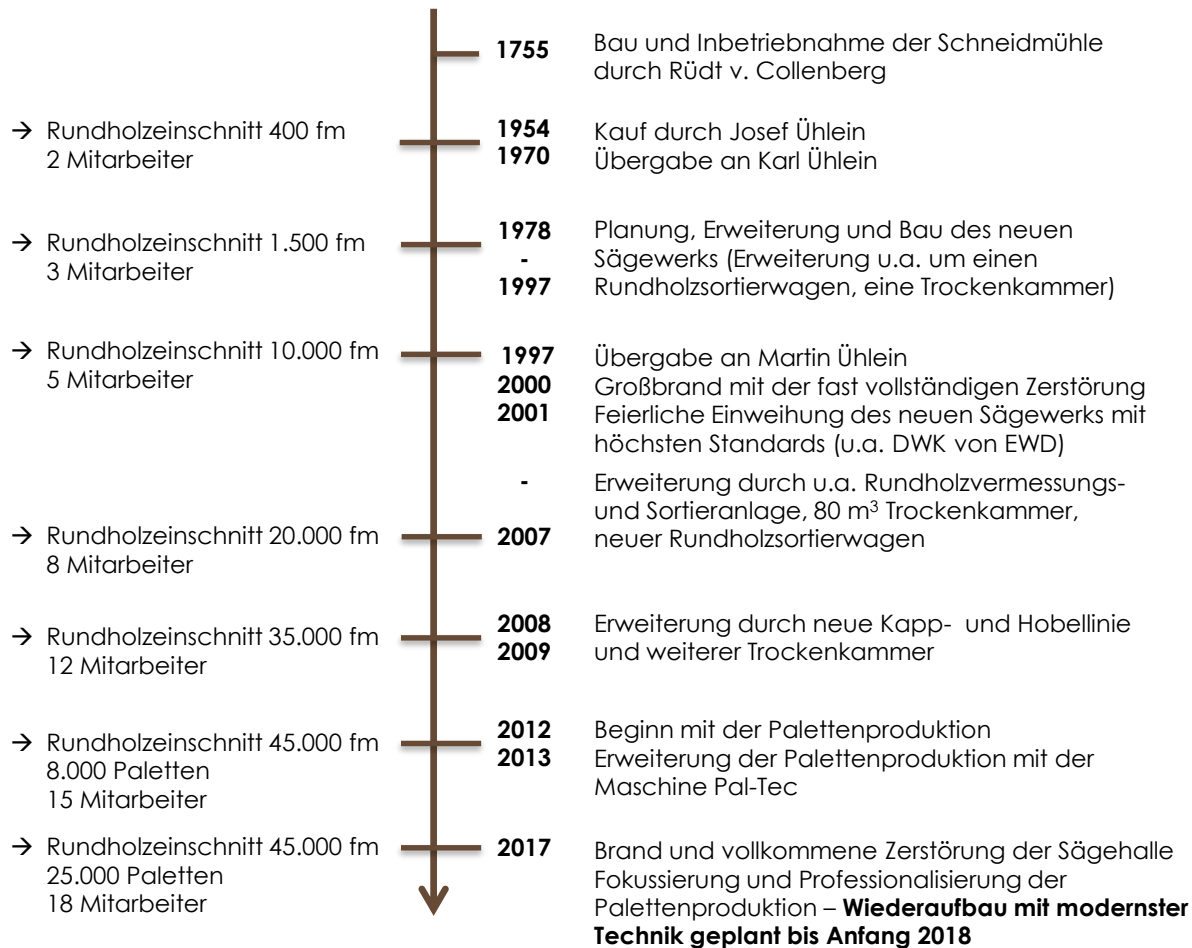 1755 Bau und Inbetriebnahme der Schneidmühle
durch Rüdt v. Collenberg
→ Rundholzeinschnitt 400 fm
2 Mitarbeiter
1954 Kauf durch Josef Ühlein
1970 Übergabe an Karl Ühlein
→ Rundholzeinschnitt 1.500 fm
3 Mitarbeiter
1978 Planung, Erweiterung und Bau des neuen
- Sägewerks (Erweiterung u.a. um einen
1997 Rundholzsortierwagen, eine Trockenkammer)
→ Rundholzeinschnitt 10.000 fm
5 Mitarbeiter
1997 Übergabe an Martin Ühlein
2000 Großbrand mit der fast vollständigen Zerstörung
2001 Feierliche Einweihung des neuen Sägewerks mit
höchsten Standards (u.a. DWK von EWD)
- Erweiterung durch u.a. Rundholzvermessungs-
und Sortieranlage, 80 m³ Trockenkammer,
2007 neuer Rundholzsortierwagen
→ Rundholzeinschnitt 20.000 fm
8 Mitarbeiter
2008 Erweiterung durch neue Kapp- und Hobellinie
2009 und weiterer Trockenkammer
→ Rundholzeinschnitt 35.000 fm
12 Mitarbeiter
2012 Beginn mit der Palettenproduktion
2013 Erweiterung der Palettenproduktion mit der
Maschine Pal-Tec
→ Rundholzeinschnitt 45.000 fm
8.000 Paletten
15 Mitarbeiter
→ Rundholzeinschnitt 45.000 fm
25.000 Paletten
18 Mitarbeiter
2017 Brand und vollkommene Zerstörung der Sägehalle
Fokussierung und Professionalisierung der
Palettenproduktion – Wiederaufbau mit modernster
Technik geplant bis Anfang 2018